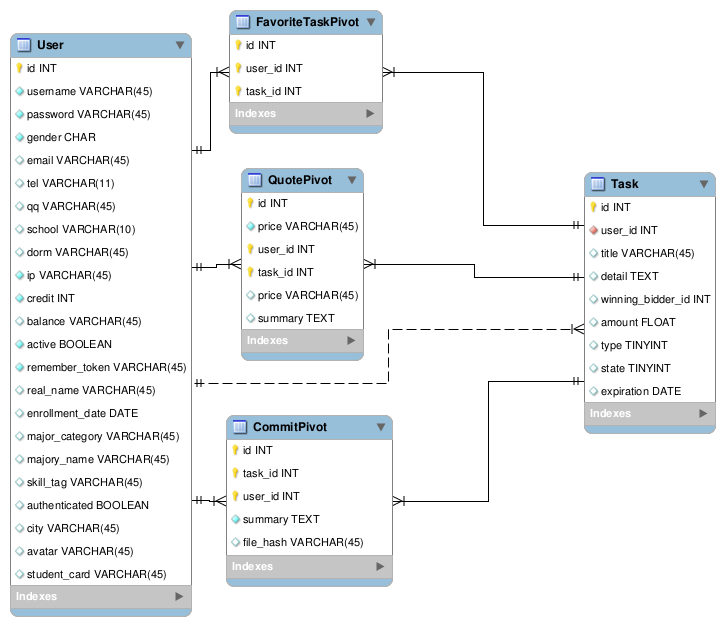 User
id INT
username VARCHAR(45)
password VARCHAR(45)
gender CHAR
email VARCHAR(45)
tel VARCHAR(11)
qq VARCHAR(45)
school VARCHAR(10)
dorm VARCHAR(45)
ip VARCHAR(45)
credit INT
balance VARCHAR(45)
active BOOLEAN
remember_token VARCHAR(45)
real_name VARCHAR(45)
enrollment_date DATE
major_category VARCHAR(45)
majory_name VARCHAR(45)
skill_tag VARCHAR(45)
authenticated BOOLEAN
city VARCHAR(45)
avatar VARCHAR(45)
student_card VARCHAR(45)
Indexes
FavoriteTaskPivot
id INT
user_id INT
task_id INT
Indexes
QuotePivot
id INT
price VARCHAR(45)
user_id INT
task_id INT
price VARCHAR(45)
summary TEXT
Indexes
CommitPivot
id INT
task_id INT
user_id INT
summary TEXT
file_hash VARCHAR(45)
Indexes
Task
id INT
user_id INT
title VARCHAR(45)
detail TEXT
winning_bidder_id INT
amount FLOAT
type TINYINT
state TINYINT
expiration DATE
Indexes